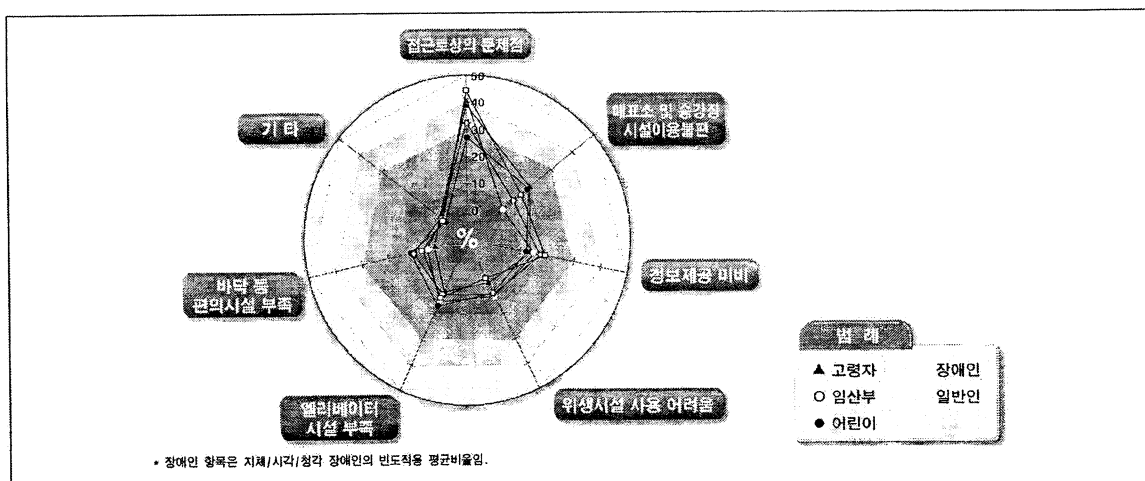 접근로상의 문제점
50
40
30
20
10
0
%
매표소 및 승강장
시설이용불편
정보제공 미비
위생시설 사용 어려움
엘리베이터
시설 부족
바닥 등
편의시설 부족
기 타
범 례
▲ 고령자 장애인
○ 임산부 일반인
● 어린이
* 장애인 항목은 지체/시각/청각 장애인의 빈도적용 평균비율임.